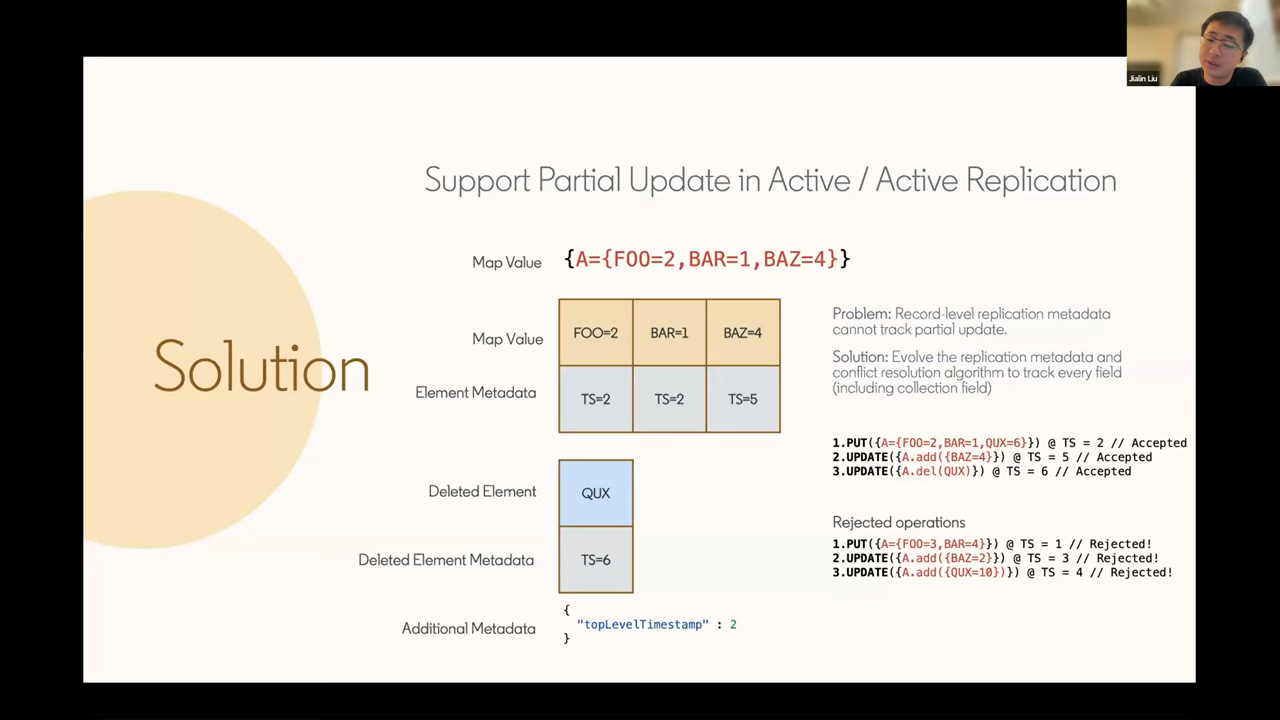 Jialin Liu
Support Partial Update in Active / Active Replication
Solution
Map Value {A={FOO=2,BAR=1,BAZ=4}}
Map Value FOO=2 BAR=1 BAZ=4
Element Metadata TS=2 TS=2 TS=5
Deleted Element QUX
Deleted Element Metadata TS=6
Additional Metadata
{
"topLevelTimestamp" : 2
}
Problem: Record-level replication metadata
cannot track partial update.
Solution: Evolve the replication metadata and
conflict resolution algorithm to track every field
(including collection field)
1.PUT({A={FOO=2,BAR=1,QUX=6}}) @ TS = 2 // Accepted
2.UPDATE({A.add({BAZ=4}}) @ TS = 5 // Accepted
3.UPDATE({A.del(QUX)}) @ TS = 6 // Accepted
Rejected operations
1.PUT({A={FOO=3,BAR=4}}) @ TS = 1 // Rejected!
2.UPDATE({A.add({BAZ=2}}) @ TS = 3 // Rejected!
3.UPDATE({A.add({QUX=10})}) @ TS = 4 // Rejected!